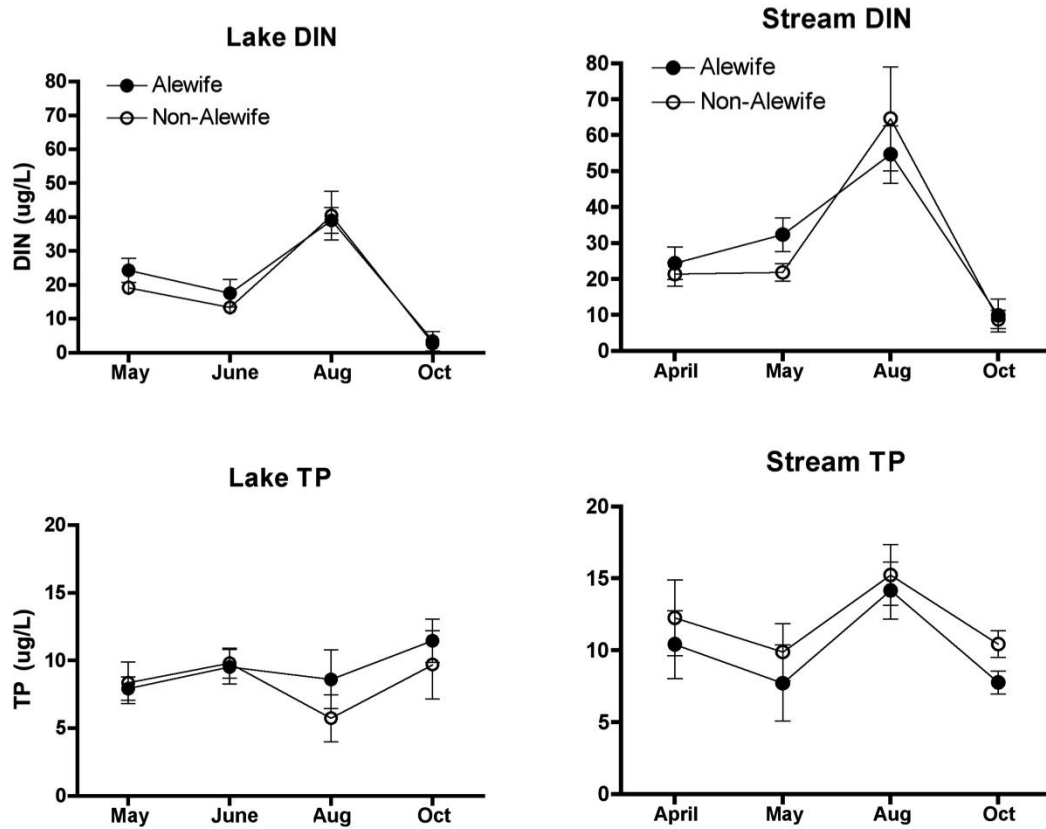 Lake DIN
Alewife
Non-Alewife
80
70
60
50
40
30
20
10
0
DIN (ug/L)
May June Aug Oct
Stream DIN
Alewife
Non-Alewife
80
70
60
50
40
30
20
10
0
April May Aug Oct
Lake TP
20
15
10
5
0
TP (ug/L)
May June Aug Oct
Stream TP
20
15
10
5
0
April May Aug Oct